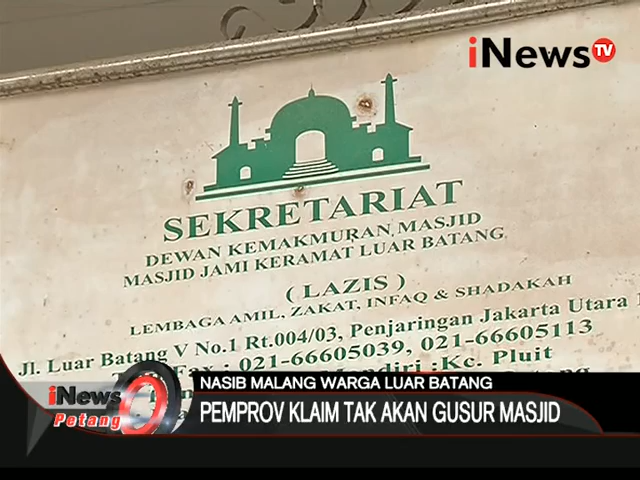 iNews TV
SEKRETARIAT
DEWAN KEMAKMURAN MASJID
MASJID JAMI KERAMAT LUAR BATANG
( LAZIS )
LEMBAGA AMIL, ZAKAT, INFAQ & SHADAKAH
Jl. Luar Batang V No.1 Rt.004/03, Penjaringan Jakarta Utara
Fax : 021-66605039, 021-66605113
Mandiri :Kc. Pluit
NASIB MALANG WARGA LUAR BATANG
iNews
Petang
PEMPROV KLAIM TAK AKAN GUSUR MASJID